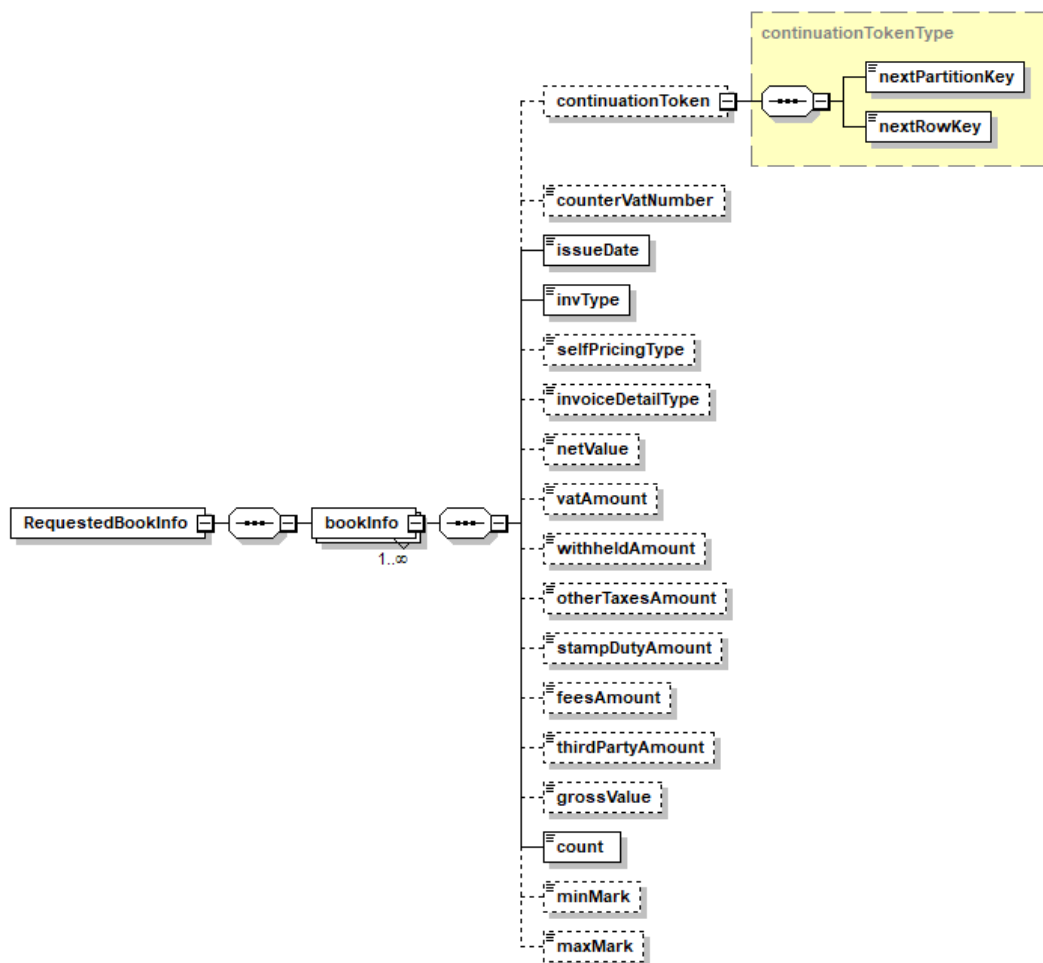 continuationTokenType
nextPartitionKey
continuationToken
nextRowKey
counterVatNumber
issueDate
invType
selfPricingType
invoiceDetailType
netValue
vatAmount
RequestedBookInfo
bookInfo
1..∞
withheldAmount
otherTaxesAmount
stampDutyAmount
feesAmount
thirdPartyAmount
grossValue
count
minMark
maxMark